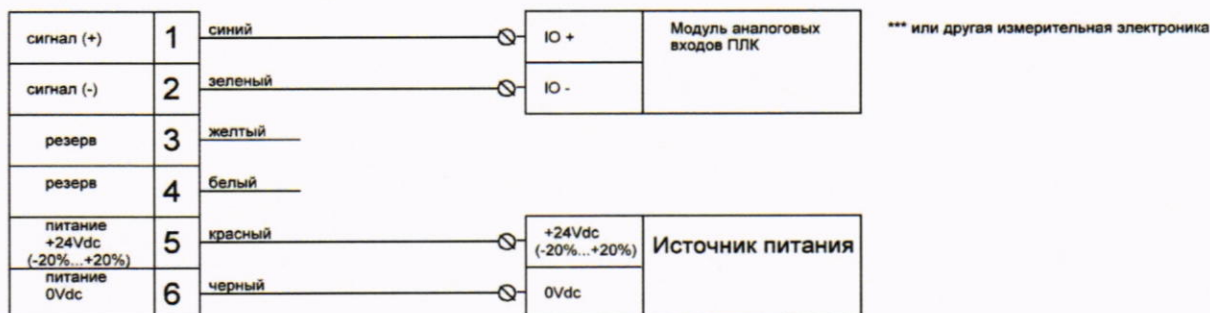 сигнал (+) 1 синий IO + Модуль аналоговых
входов ПЛК
*** или другая измерительная электроника
сигнал (-) 2 зеленый IO -
резерв 3 желтый
резерв 4 белый
питание
+24Vdc
(-20%...+20%)
5 красный
+24Vdc
(-20%...+20%)
Источник питания
питание
0Vdc
6 черный 0Vdc